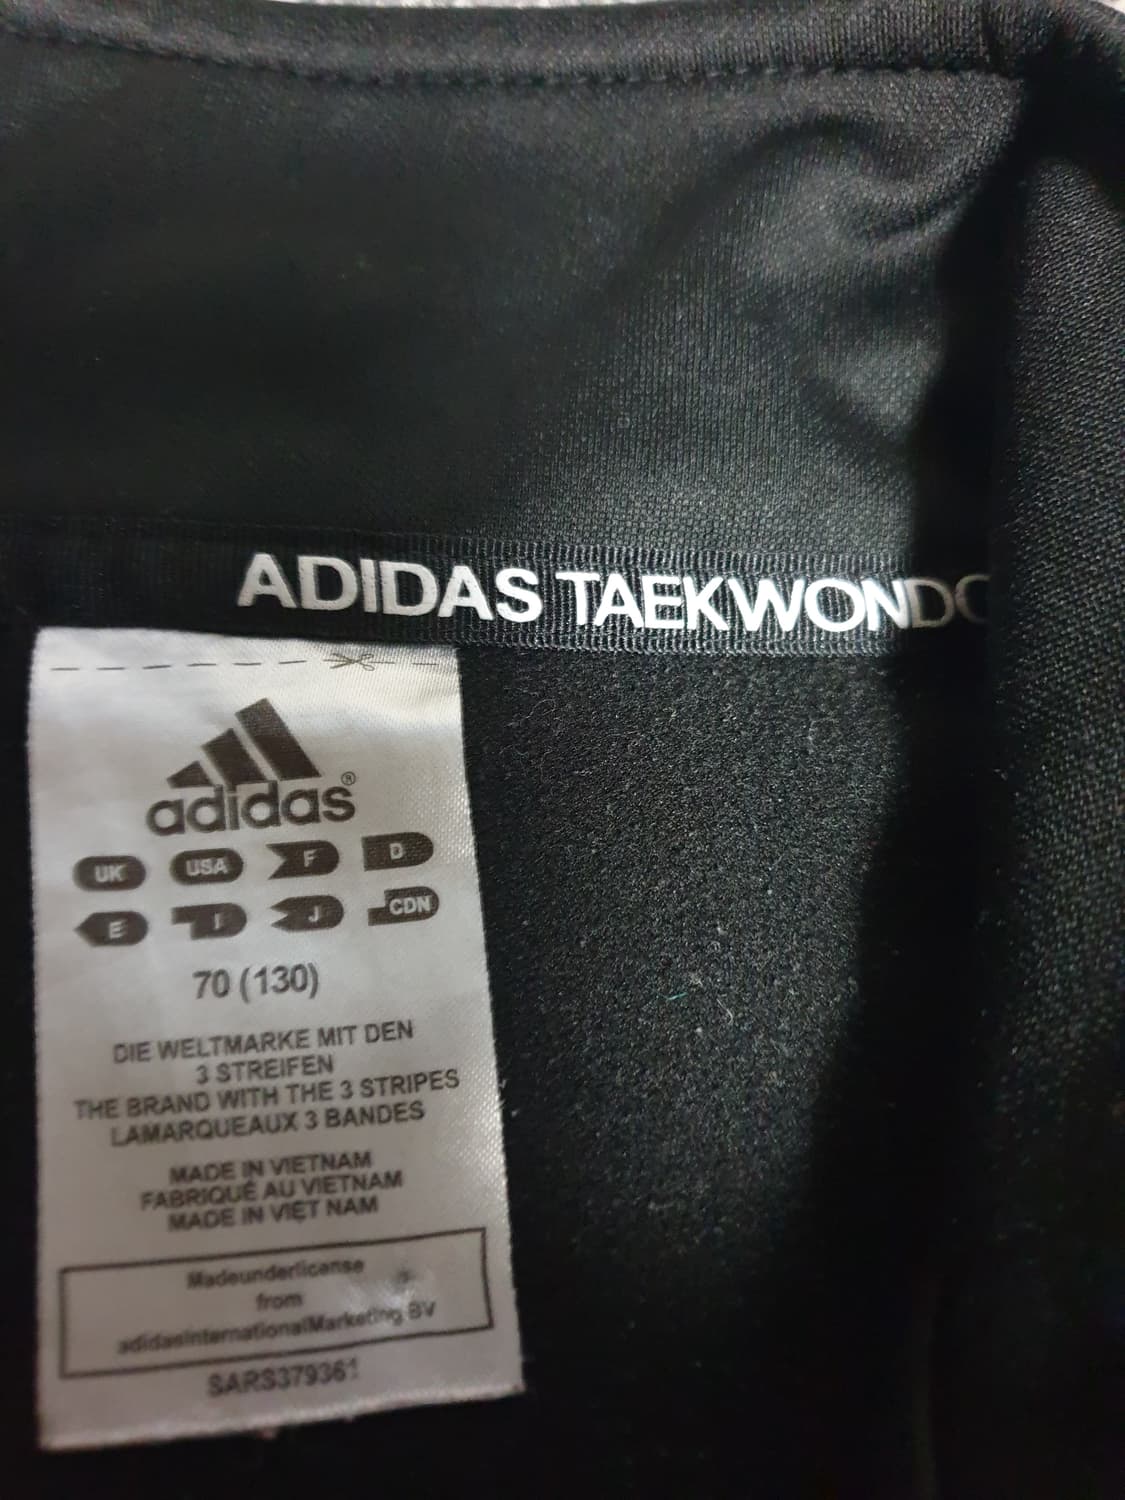 ADIDAS TAEKWONDO
adidas®
UK USA F D
E I J CDN
70 (130)
DIE WELTMARKE MIT DEN
3 STREIFEN
THE BRAND WITH THE 3 STRIPES
LAMARQUEAUX 3 BANDES
MADE IN VIETNAM
FABRIQUÉ AU VIETNAM
MADE IN VIỆT NAM
Madeunderlicense
from
adidasInternationalMarketing BV
SARS379361